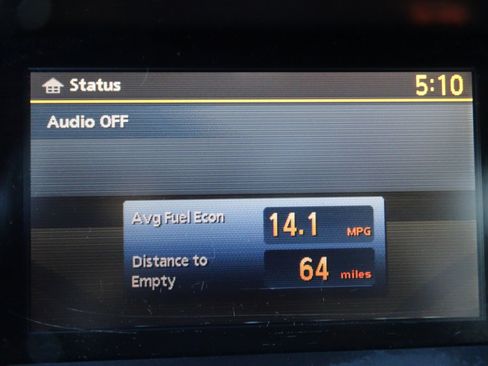 Status 5:10
Audio OFF
Avg Fuel Econ 14.1 MPG
Distance to
Empty 64 miles